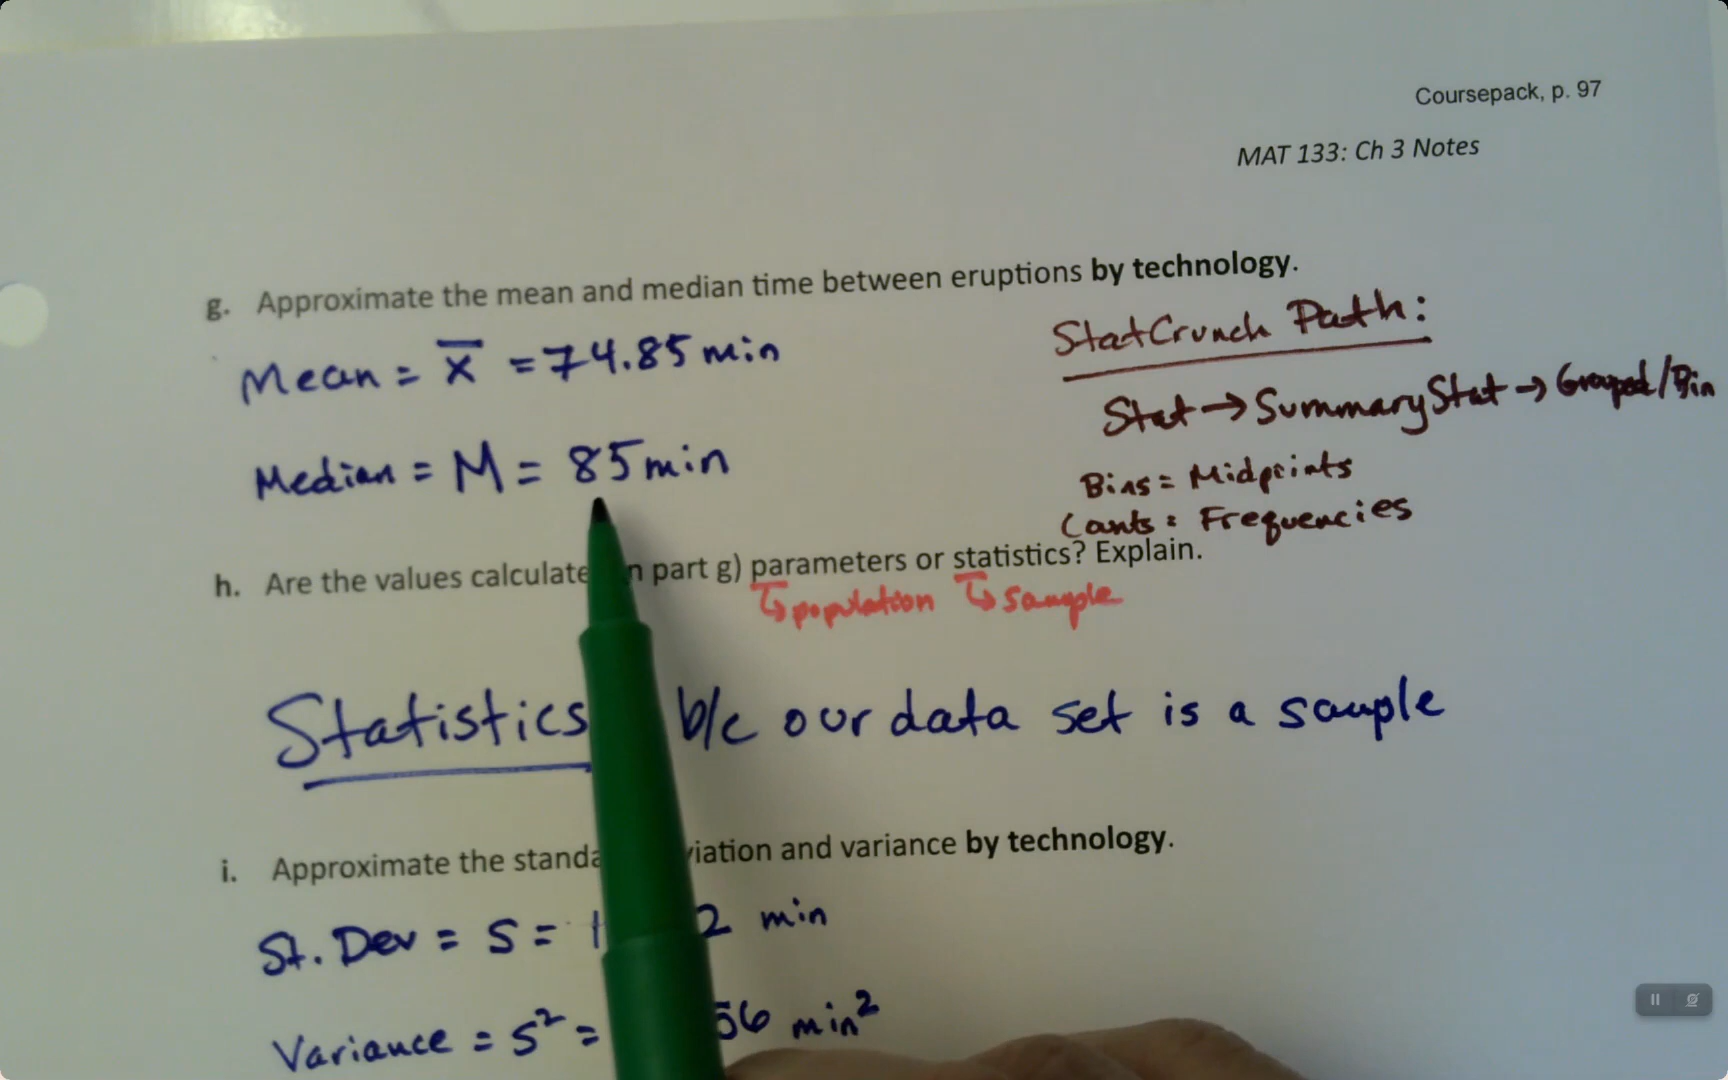 Coursepack, p. 97
MAT 133: Ch 3 Notes
g. Approximate the mean and median time between eruptions by technology.
Mean = x̅ = 74.85 min
StatCrunch Path:
Stat → SummaryStat → Grouped/Bin
Median = M = 85 min
Bins = Midpoints
Counts = Frequencies
h. Are the values calculate n part g) parameters or statistics? Explain.
↳ population ↳ sample
Statistics b/c our data set is a sample
i. Approximate the standa iation and variance by technology.
St. Dev = S = 1 2 min
Variance = S² = 56 min²